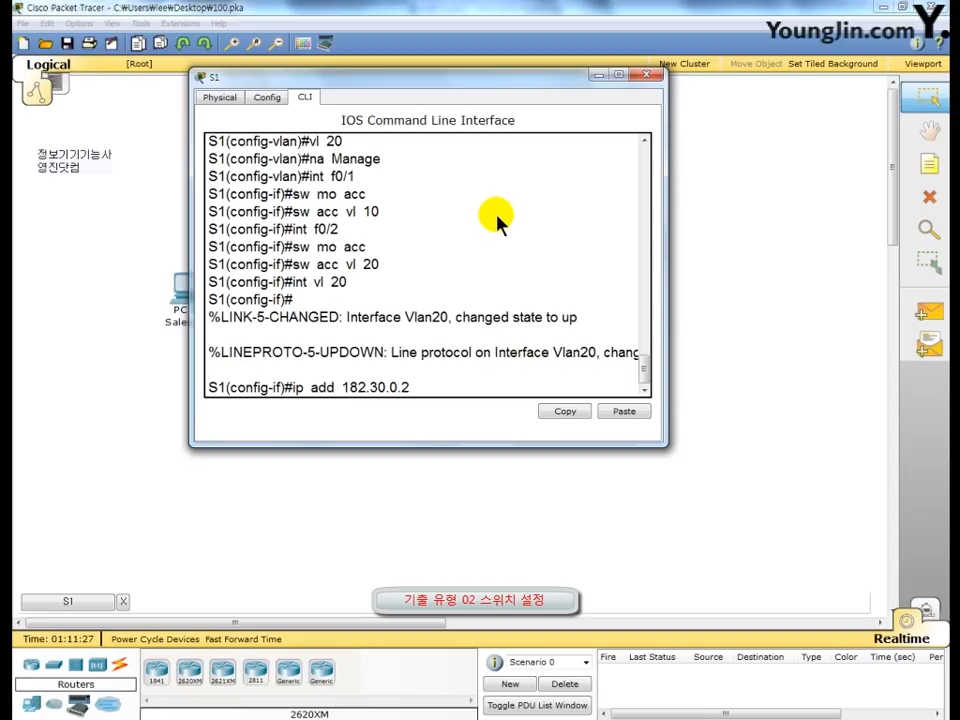 Cisco Packet Tracer - C:₩Users₩lee₩Desktop₩100.pka
File Edit Options View Tools Extensions Help
YoungJin.com Y.
Logical
[Root]
New Cluster
Move Object
Set Tiled Background
Viewport
정보기기기능사
영진닷컴
S1
Physical
Config
CLI
IOS Command Line Interface
S1(config-vlan)#vl 20
S1(config-vlan)#na Manage
S1(config-vlan)#int f0/1
S1(config-if)#sw mo acc
S1(config-if)#sw acc vl 10
S1(config-if)#int f0/2
S1(config-if)#sw mo acc
S1(config-if)#sw acc vl 20
S1(config-if)#int vl 20
S1(config-if)#
%LINK-5-CHANGED: Interface Vlan20, changed state to up
%LINEPROTO-5-UPDOWN: Line protocol on Interface Vlan20, chang
S1(config-if)#ip add 182.30.0.2
Copy
Paste
PC
Sales
S1
X
기출 유형 02 스위치 설정
Time: 01:11:27
Power Cycle Devices Fast Forward Time
Realtime
Routers
1841
2620XM
2621XM
2811
Generic
Generic
2620XM
Scenario 0
New
Delete
Toggle PDU List Window
Fire
Last Status
Source
Destination
Type
Color
Time (sec)
Per